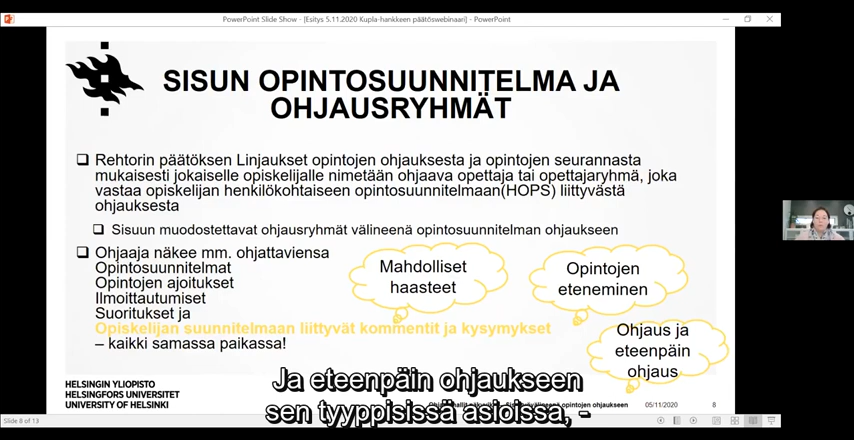 PowerPoint Slide Show - [Esitys 5.11.2020 Kupla-hankkeen päätöswebinaari] - PowerPoint
SISUN OPINTOSUUNNITELMA JA
OHJAUSRYHMÄT
Rehtorin päätöksen Linjaukset opintojen ohjauksesta ja opintojen seurannasta
mukaisesti jokaiselle opiskelijalle nimetään ohjaava opettaja tai opettajaryhmä, joka
vastaa opiskelijan henkilökohtaiseen opintosuunnitelmaan(HOPS) liittyvästä
ohjauksesta
Sisuun muodostettavat ohjausryhmät välineenä opintosuunnitelman ohjaukseen
Ohjaaja näkee mm. ohjattaviensa
Opintosuunnitelmat
Opintojen ajoitukset
Ilmoittautumiset
Suoritukset ja
Opiskelijan suunnitelmaan liittyvät kommentit ja kysymykset
– kaikki samassa paikassa!
Mahdolliset
haasteet
Opintojen
eteneminen
Ohjaus ja
eteenpäin
ohjaus
HELSINGIN YLIOPISTO
HELSINGFORS UNIVERSITET
UNIVERSITY OF HELSINKI
opintojen ohjaukseen
05/11/2020
8
Ja eteenpäin ohjaukseen
sen tyyppisissä asioissa, -
Slide 8 of 13